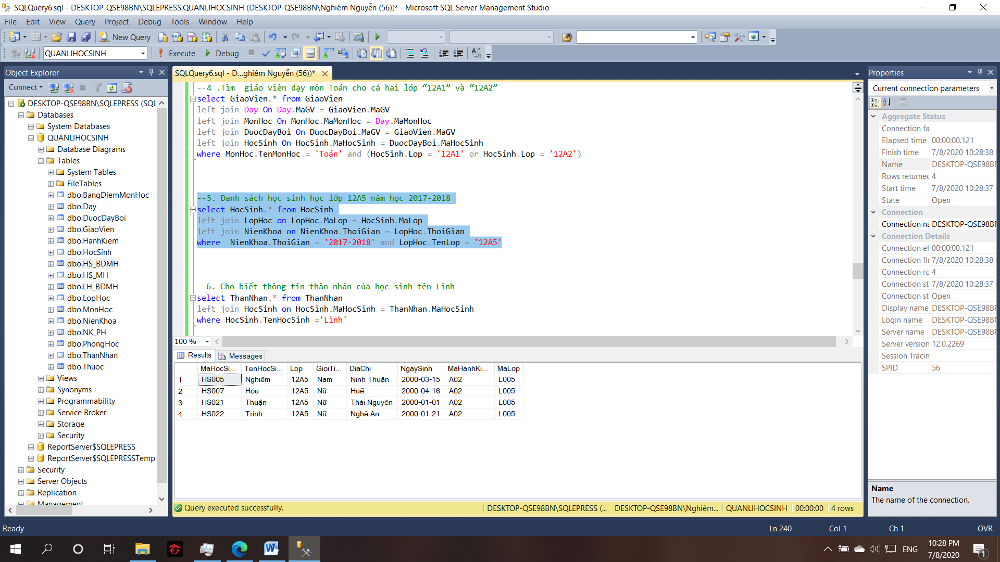 SQLQuery6.sql - DESKTOP-QSE98BN\SQLEPRESS.QUANLIHOCSINH (DESKTOP-QSE98BN\Nghiêm Nguyễn (56))* - Microsoft SQL Server Management Studio
File Edit View Query Project Debug Tools Window Help
New Query
QUANLIHOCSINH Execute Debug
Object Explorer
Connect
DESKTOP-QSE98BN\SQLEPRESS (SQL
Databases
System Databases
QUANLIHOCSINH
Database Diagrams
Tables
System Tables
FileTables
dbo.BangDiemMonHoc
dbo.Day
dbo.DuocDayBoi
dbo.GiaoVien
dbo.HanhKiem
dbo.HocSinh
dbo.HS_BDMH
dbo.HS_MH
dbo.LH_BDMH
dbo.LopHoc
dbo.MonHoc
dbo.NienKhoa
dbo.NK_PH
dbo.PhongHoc
dbo.ThanNhan
dbo.Thuoc
Views
Synonyms
Programmability
Service Broker
Storage
Security
ReportServer$SQLEPRESS
ReportServer$SQLEPRESSTemp
Security
Server Objects
Replication
Management
SQLQuery6.sql - D...ghiêm Nguyễn (56))*
--4 .Tìm  giáo viên dạy môn Toán cho cả hai lớp “12A1” và “12A2”
select GiaoVien.* from GiaoVien
left join Day On Day.MaGV = GiaoVien.MaGV
left join MonHoc On MonHoc.MaMonHoc = Day.MaMonHoc
left join DuocDayBoi On DuocDayBoi.MaGV = GiaoVien.MaGV
left join HocSinh On HocSinh.MaHocSinh = DuocDayBoi.MaHocSinh
where MonHoc.TenMonHoc = 'Toán' and (HocSinh.Lop = '12A1' or HocSinh.Lop = '12A2')
--5. Danh sách học sinh học lớp 12A5 năm học 2017-2018
select HocSinh.* from HocSinh
left join LopHoc on LopHoc.MaLop = HocSinh.MaLop
left join NienKhoa on NienKhoa.ThoiGian = LopHoc.ThoiGian
where  NienKhoa.ThoiGian = '2017-2018' and LopHoc.TenLop = '12A5'
--6. Cho biết thông tin thân nhân của học sinh tên Linh
select ThanNhan.* from ThanNhan
left join HocSinh on HocSinh.MaHocSinh = ThanNhan.MaHocSinh
where HocSinh.TenHocSinh ='Linh'
100 %
Results Messages
MaHocSi... TenHocSi... Lop GioiTi... DiaChi NgaySinh MaHanhKi... MaLop
1 HS005 Nghiêm 12A5 Nam Ninh Thuận 2000-03-15 A02 L005
2 HS007 Hoa 12A5 Nữ Huế 2000-04-16 A02 L005
3 HS021 Thuận 12A5 Nữ Thái Nguyên 2000-01-01 A02 L005
4 HS022 Trinh 12A5 Nữ Nghệ An 2000-01-21 A02 L005
Query executed successfully. DESKTOP-QSE98BN\SQLEPRESS (... DESKTOP-QSE98BN\Nghiêm... QUANLIHOCSINH 00:00:00 4 rows
Properties
Current connection parameters
Aggregate Status
Connection fa
Elapsed time 00:00:00.121
Finish time 7/8/2020 10:28:38
Name DESKTOP-QSE98BN
Rows returned 4
Start time 7/8/2020 10:28:37
State Open
Connection
Connection na DESKTOP-QSE98BN
Connection Details
Connection el 00:00:00.121
Connection fir 7/8/2020 10:28:38
Connection ro 4
Connection st 7/8/2020 10:28:37
Connection st Open
Display name DESKTOP-QSE98BN
Login name DESKTOP-QSE98BN
Server name DESKTOP-QSE98BN
Server version 12.0.2269
Session Tracin
SPID 56
Name
The name of the connection.
Ready Ln 240 Col 1 Ch 1 OVR
ENG 10:28 PM
7/8/2020
1